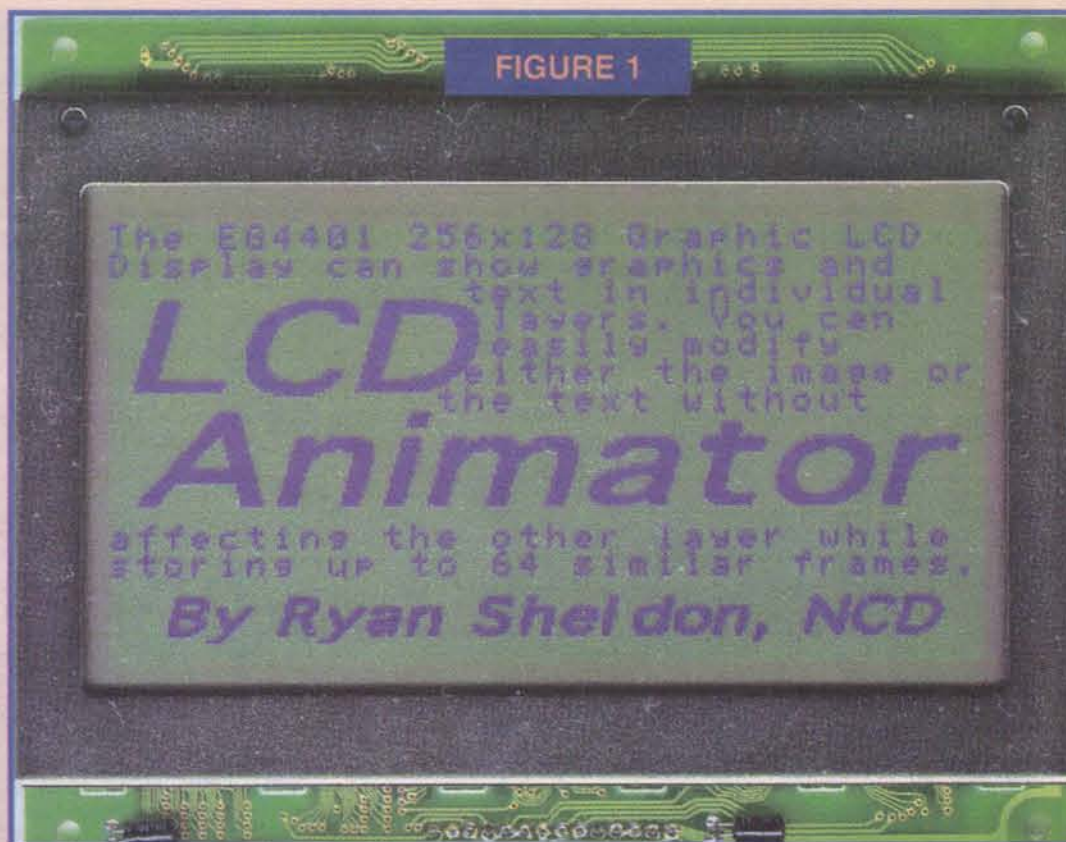 FIGURE 1
The EG4401 256x128 Graphic LCD
Display can show graphics and
text in individual
layers. You can
easily modify
either the image or
the text without
LCD
Animator
affecting the other layer while
storing up to 64 similar frames.
By Ryan Sheldon, NCD